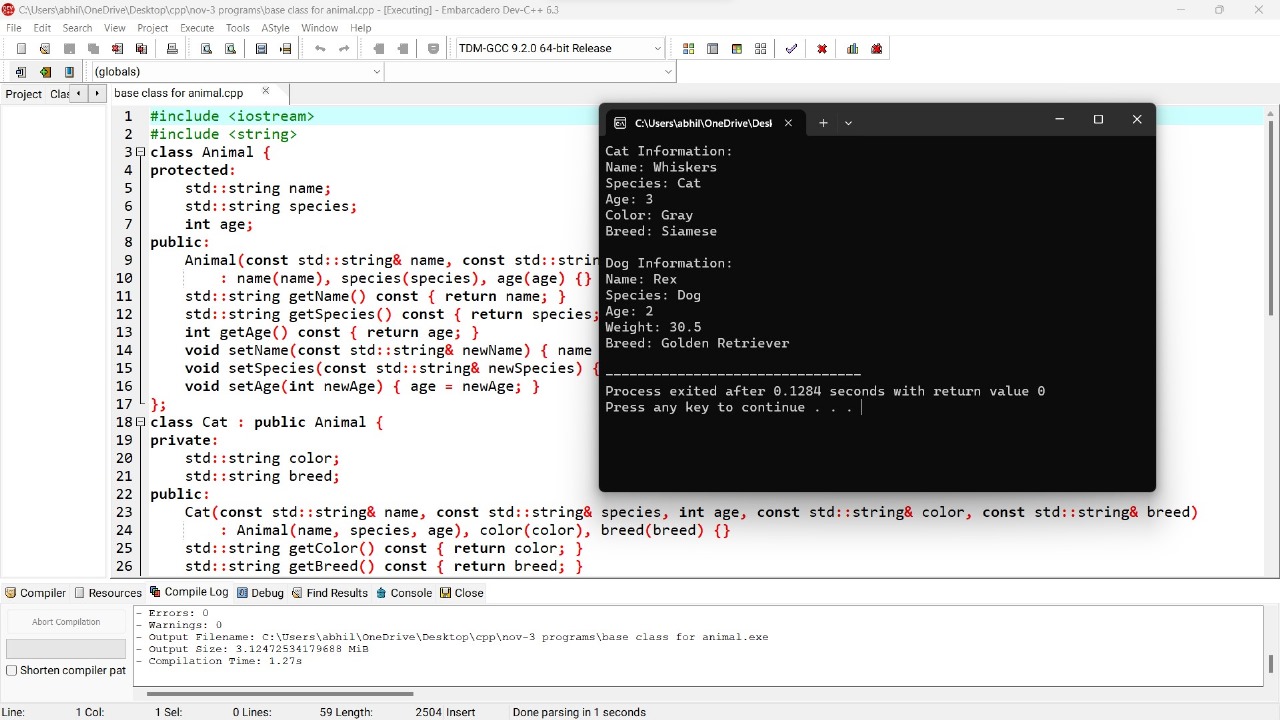 C:\Users\abhil\OneDrive\Desktop\cpp\nov-3 programs\base class for animal.cpp - [Executing] - Embarcadero Dev-C++ 6.3
File Edit Search View Project Execute Tools AStyle Window Help
TDM-GCC 9.2.0 64-bit Release
(globals)
Project Clas base class for animal.cpp
1 #include <iostream>
2 #include <string>
3 class Animal {
4 protected:
5 std::string name;
6 std::string species;
7 int age;
8 public:
9 Animal(const std::string& name, const std::strin
10 : name(name), species(species), age(age) {}
11 std::string getName() const { return name; }
12 std::string getSpecies() const { return species;
13 int getAge() const { return age; }
14 void setName(const std::string& newName) { name
15 void setSpecies(const std::string& newSpecies) {
16 void setAge(int newAge) { age = newAge; }
17 };
18 class Cat : public Animal {
19 private:
20 std::string color;
21 std::string breed;
22 public:
23 Cat(const std::string& name, const std::string& species, int age, const std::string& color, const std::string& breed)
24 : Animal(name, species, age), color(color), breed(breed) {}
25 std::string getColor() const { return color; }
26 std::string getBreed() const { return breed; }
C:\Users\abhil\OneDrive\Desk
Cat Information:
Name: Whiskers
Species: Cat
Age: 3
Color: Gray
Breed: Siamese
Dog Information:
Name: Rex
Species: Dog
Age: 2
Weight: 30.5
Breed: Golden Retriever
--------------------------------
Process exited after 0.1284 seconds with return value 0
Press any key to continue . . .
Compiler Resources Compile Log Debug Find Results Console Close
Abort Compilation
Shorten compiler pat
- Errors: 0
- Warnings: 0
- Output Filename: C:\Users\abhil\OneDrive\Desktop\cpp\nov-3 programs\base class for animal.exe
- Output Size: 3.12472534179688 MiB
- Compilation Time: 1.27s
Line: 1 Col: 1 Sel: 0 Lines: 59 Length: 2504 Insert Done parsing in 1 seconds